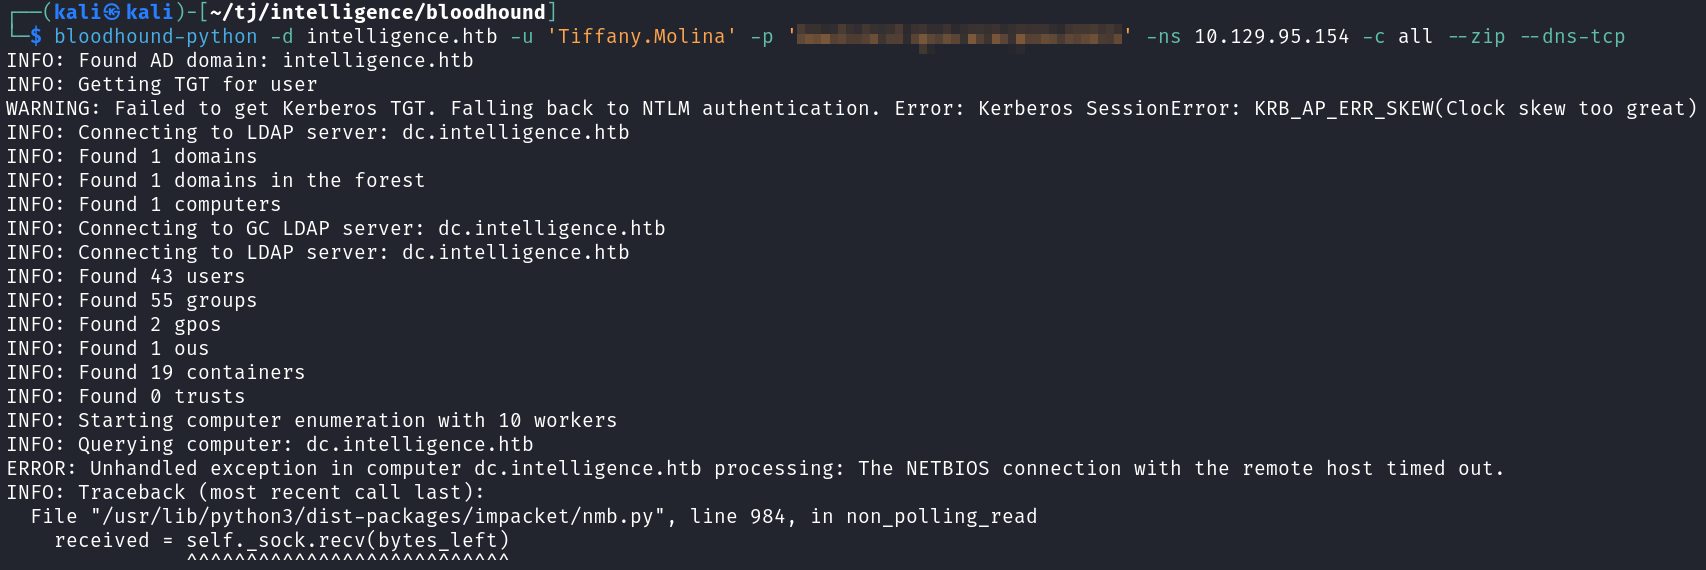 ┌──(kali㉿kali)-[~/tj/intelligence/bloodhound]
└─$ bloodhound-python -d intelligence.htb -u 'Tiffany.Molina' -p '' -ns 10.129.95.154 -c all --zip --dns-tcp
INFO: Found AD domain: intelligence.htb
INFO: Getting TGT for user
WARNING: Failed to get Kerberos TGT. Falling back to NTLM authentication. Error: Kerberos SessionError: KRB_AP_ERR_SKEW(Clock skew too great)
INFO: Connecting to LDAP server: dc.intelligence.htb
INFO: Found 1 domains
INFO: Found 1 domains in the forest
INFO: Found 1 computers
INFO: Connecting to GC LDAP server: dc.intelligence.htb
INFO: Connecting to LDAP server: dc.intelligence.htb
INFO: Found 43 users
INFO: Found 55 groups
INFO: Found 2 gpos
INFO: Found 1 ous
INFO: Found 19 containers
INFO: Found 0 trusts
INFO: Starting computer enumeration with 10 workers
INFO: Querying computer: dc.intelligence.htb
ERROR: Unhandled exception in computer dc.intelligence.htb processing: The NETBIOS connection with the remote host timed out.
INFO: Traceback (most recent call last):
  File "/usr/lib/python3/dist-packages/impacket/nmb.py", line 984, in non_polling_read
    received = self._sock.recv(bytes_left)
               ^^^^^^^^^^^^^^^^^^^^^^^^^^^